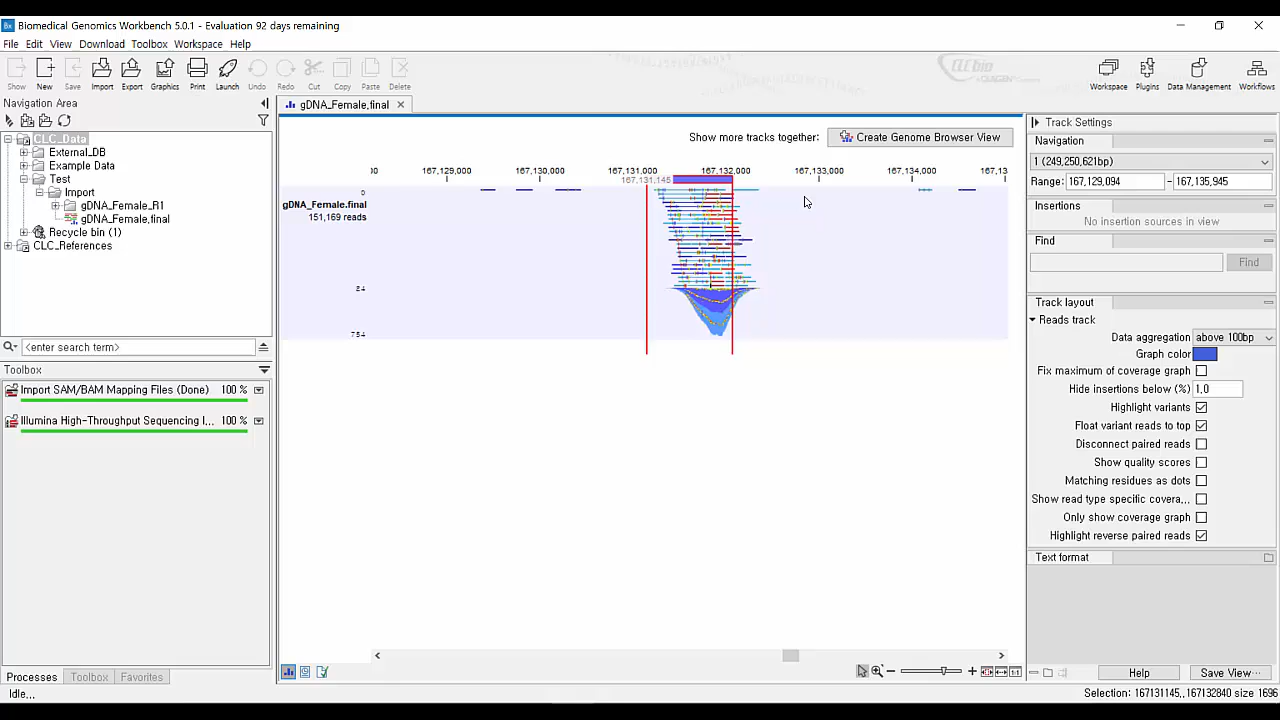 Biomedical Genomics Workbench 5.0.1 - Evaluation 92 days remaining
File Edit View Download Toolbox Workspace Help
Show New Save Import Export Graphics Print Launch Undo Redo Cut Copy Paste Delete
Workspace Plugins Data Management Workflows
Navigation Area
CLC_Data
External_DB
Example Data
Test
Import
gDNA_Female_R1
gDNA_Female,final
Recycle bin (1)
CLC_References
<enter search term>
Toolbox
Import SAM/BAM Mapping Files (Done) 100 %
Illumina High-Throughput Sequencing I... 100 %
Processes Toolbox Favorites
Idle...
gDNA_Female,final
Show more tracks together: Create Genome Browser View
167,129,000 167,130,000 167,131,000 167,132,000 167,133,000 167,134,000 167,13
167,131,145
0
gDNA_Female.final
151,169 reads
24
754
Track Settings
Navigation
1 (249,250,621bp)
Range: 167,129,094 - 167,135,945
Insertions
No insertion sources in view
Find
Find
Track layout
Reads track
Data aggregation above 100bp
Graph color
Fix maximum of coverage graph
Hide insertions below (%) 1,0
Highlight variants
Float variant reads to top
Disconnect paired reads
Show quality scores
Matching residues as dots
Show read type specific covera...
Only show coverage graph
Highlight reverse paired reads
Text format
Help Save View...
Selection: 167131145,,167132840 size 1696